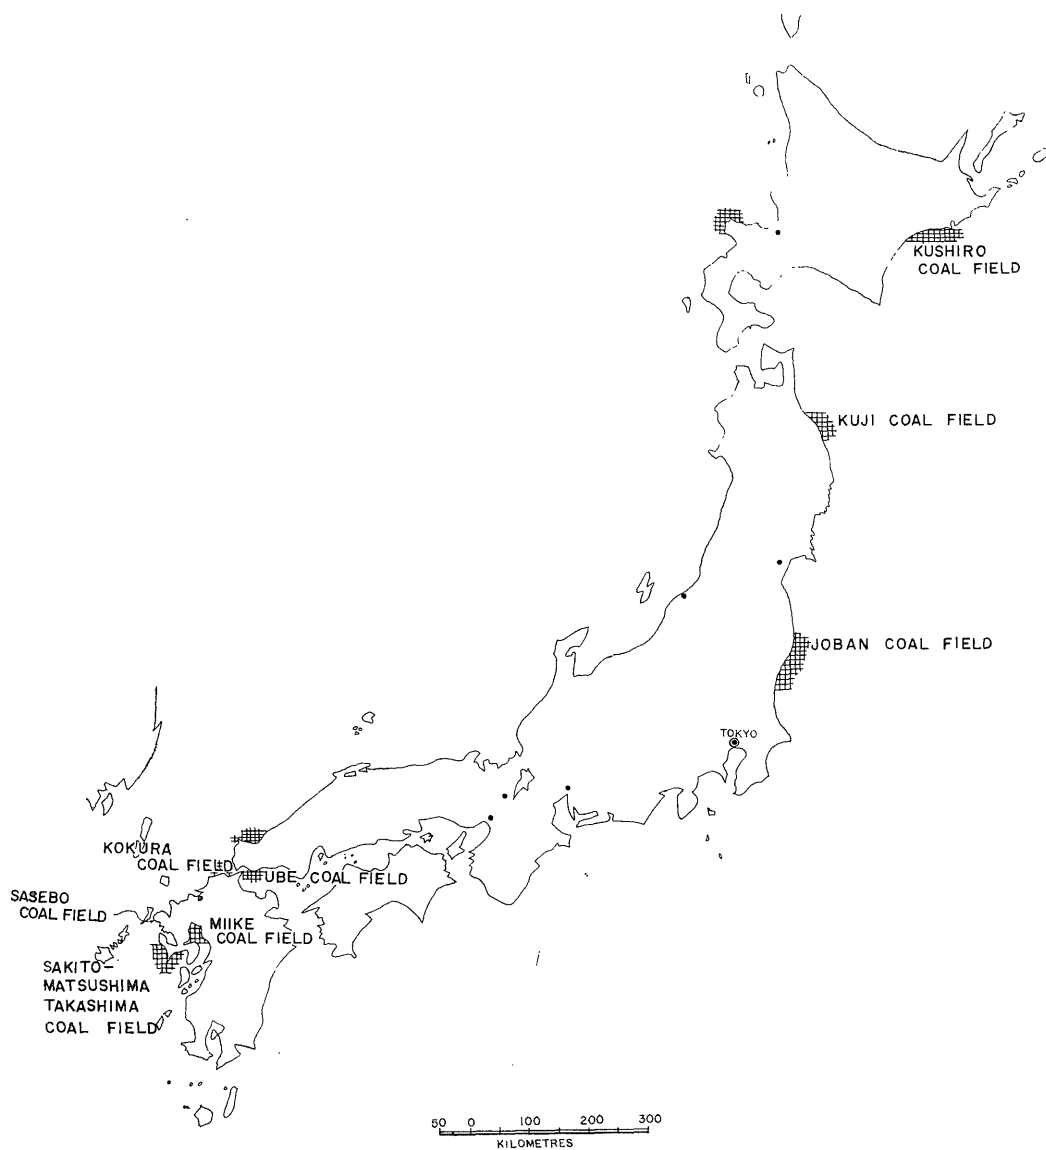 KUSHIRO
COAL FIELD
KUJI COAL FIELD
JOBAN COAL FIELD
TOKYO
KOKURA
COAL FIELD
UBE COAL FIELD
SASEBO
COAL FIELD
MIIKE
COAL FIELD
SAKITO-
MATSUSHIMA
TAKASHIMA
COAL FIELD
50 0 100 200 300
KILOMETRES